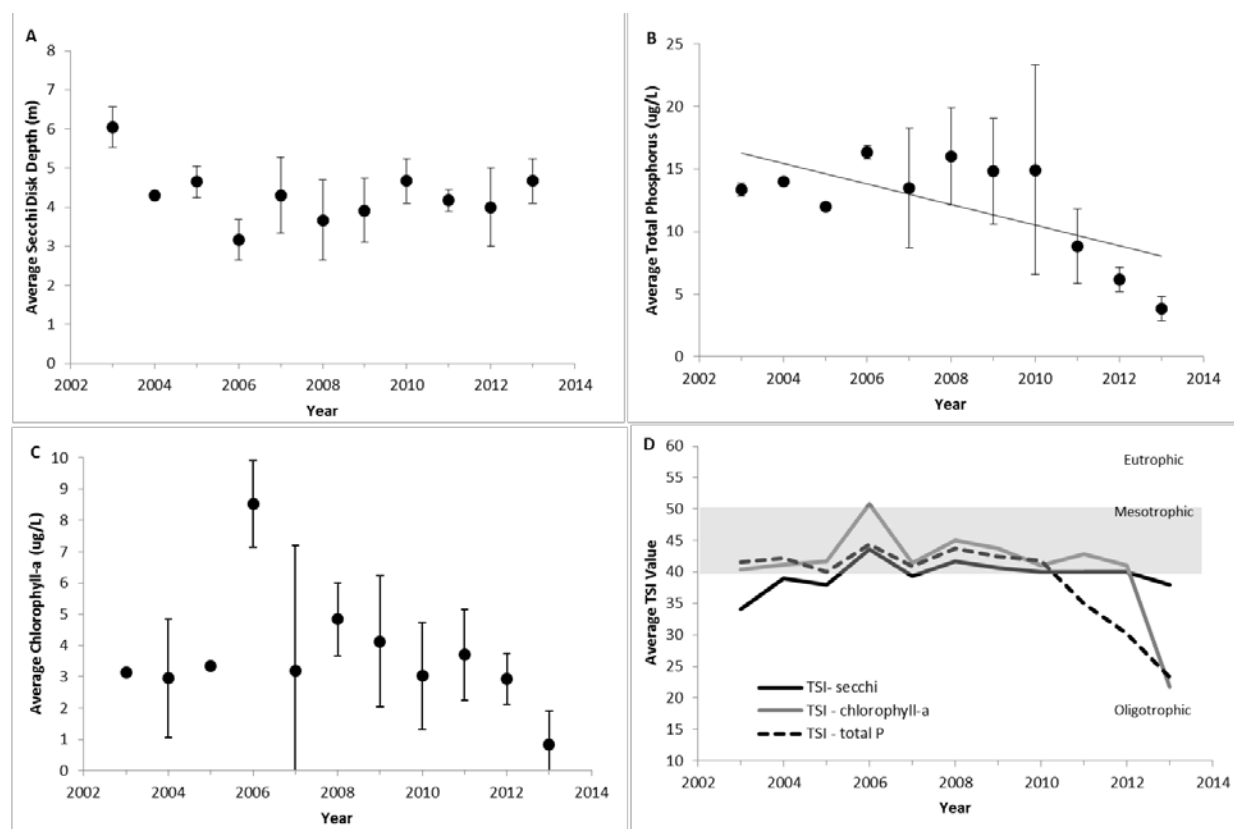 A
Average Secchi Disk Depth (m)
8
7
6
5
4
3
2
1
0
2002 2004 2006 2008 2010 2012 2014
Year
B
Average Total Phosphorus (ug/L)
25
20
15
10
5
0
2002 2004 2006 2008 2010 2012 2014
Year
C
Average Chlorophyll-a (ug/L)
10
9
8
7
6
5
4
3
2
1
0
2002 2004 2006 2008 2010 2012 2014
Year
D
Average TSI Value
60
55
50
45
40
35
30
25
20
15
10
Eutrophic
Mesotrophic
Oligotrophic
TSI- secchi
TSI - chlorophyll-a
TSI - total P
2002 2004 2006 2008 2010 2012 2014
Year